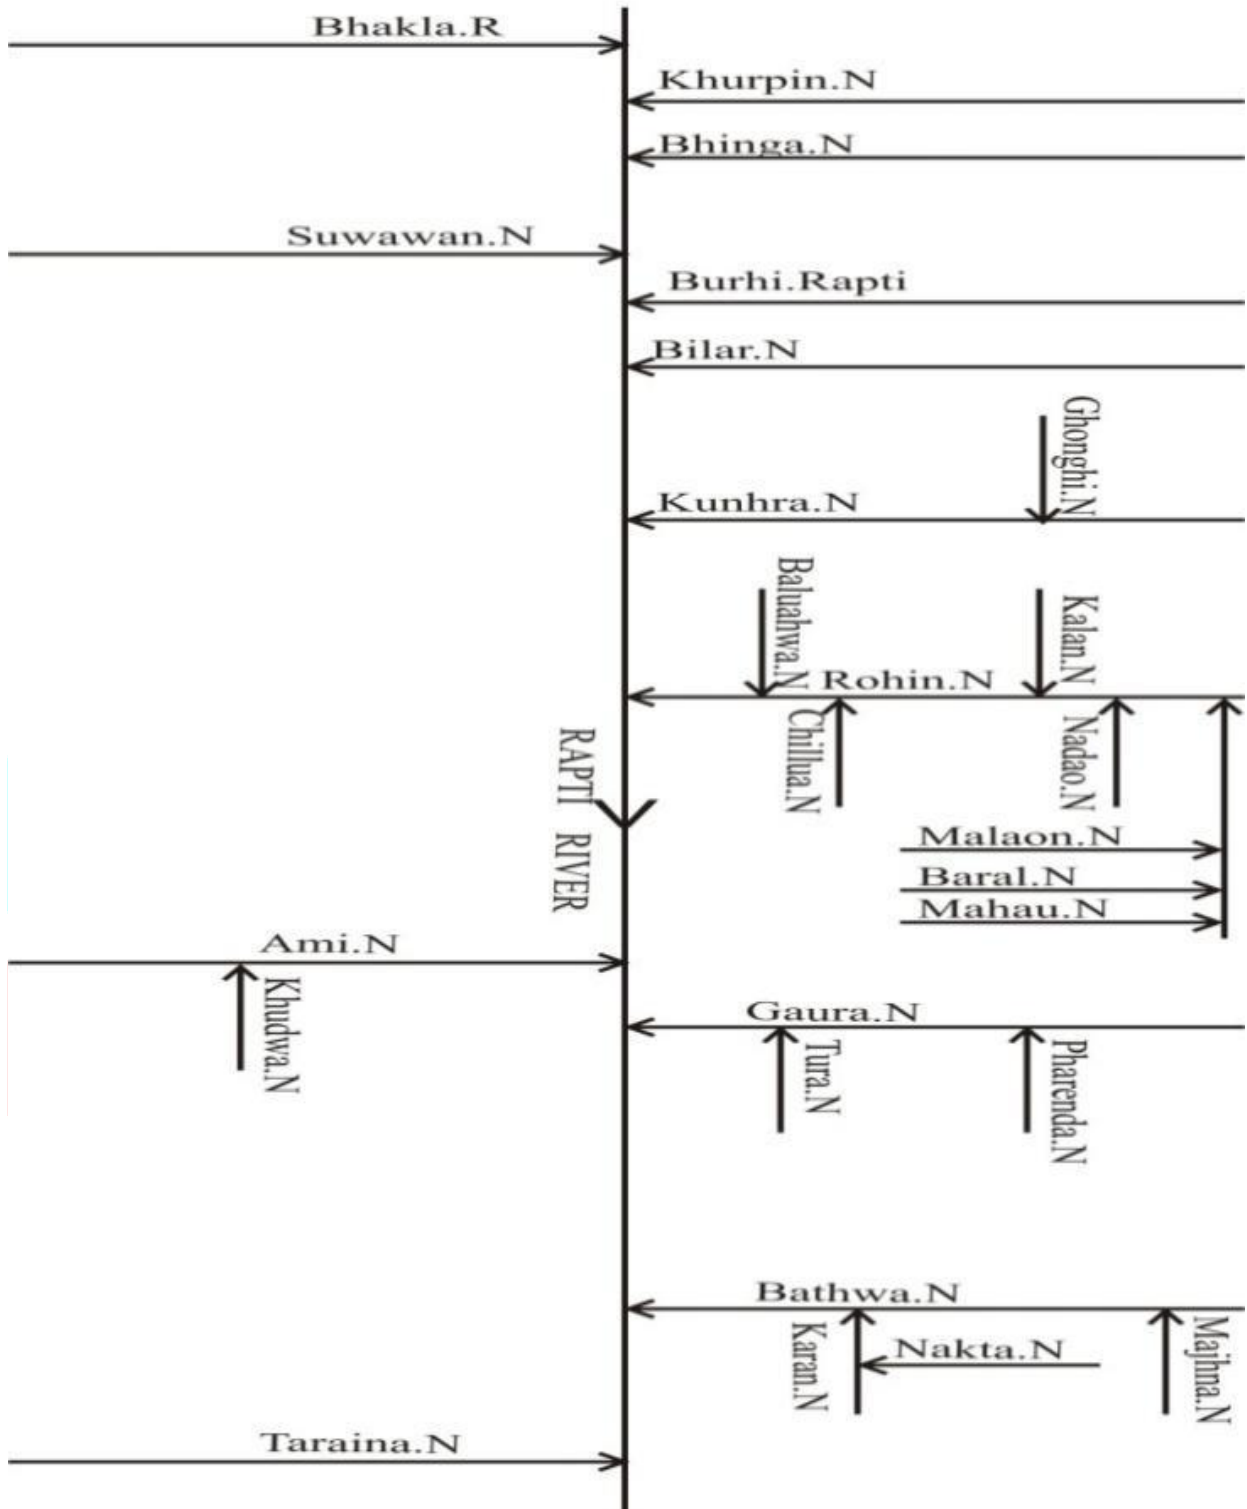 Bhakla.R
Khurpin.N
Bhinga.N
Suwawan.N
Burhi.Rapti
Bilar.N
Ghonghi.N
Kunhra.N
Baluahwa.N
Kalan.N
Rohin.N
Chillua.N
Nadao.N
RAPTI RIVER
Malaon.N
Baral.N
Mahau.N
Ami.N
Khudwa.N
Gaura.N
Tura.N
Pharenda.N
Bathwa.N
Karan.N
Nakta.N
Majhna.N
Taraina.N